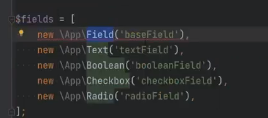 $fields = [
new \App\Field('baseField'),
new \App\Text('textField'),
new \App\Boolean('booleanField'),
new \App\Checkbox('checkboxField'),
new \App\Radio('radioField'),
];